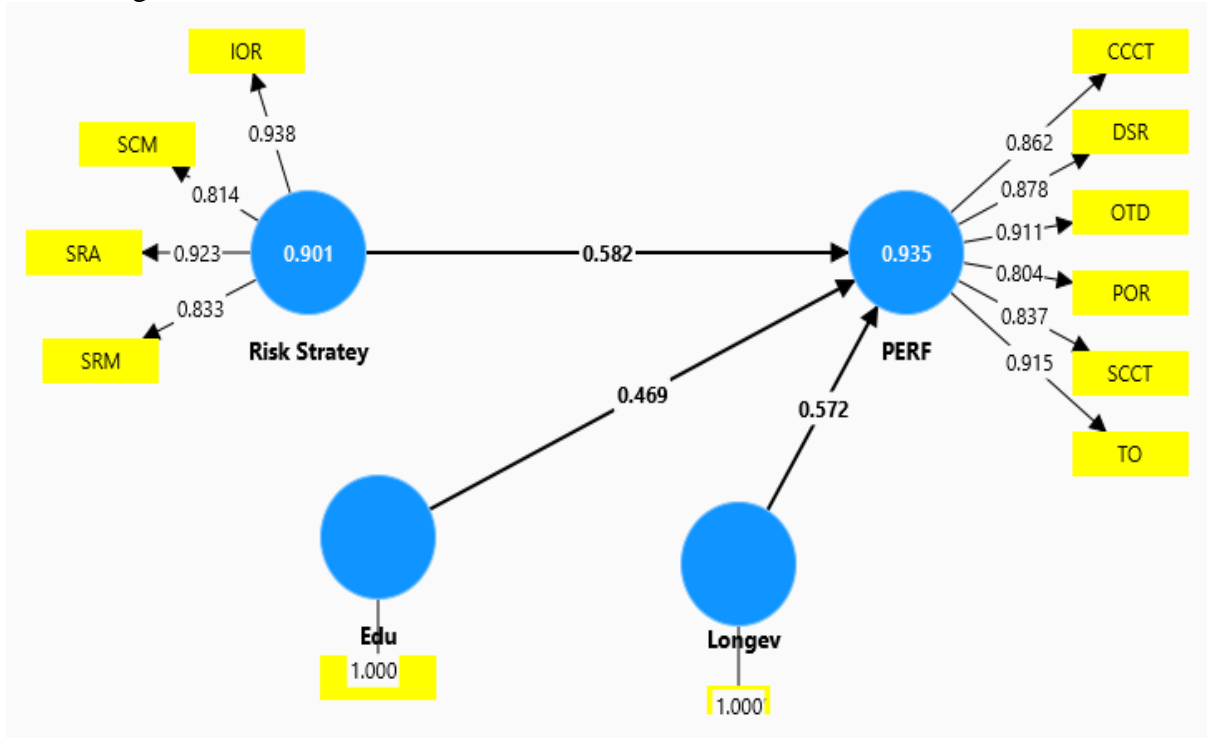 IOR
CCCT
0.938
0.862
SCM
DSR
0.814
0.878
SRA
0.923
0.901
0.582
0.935
0.911
OTD
0.804
POR
0.833
0.837
SRM
Risk Stratey
PERF
SCCT
0.915
0.469
0.572
TO
Edu
Longev
1.000
1.000